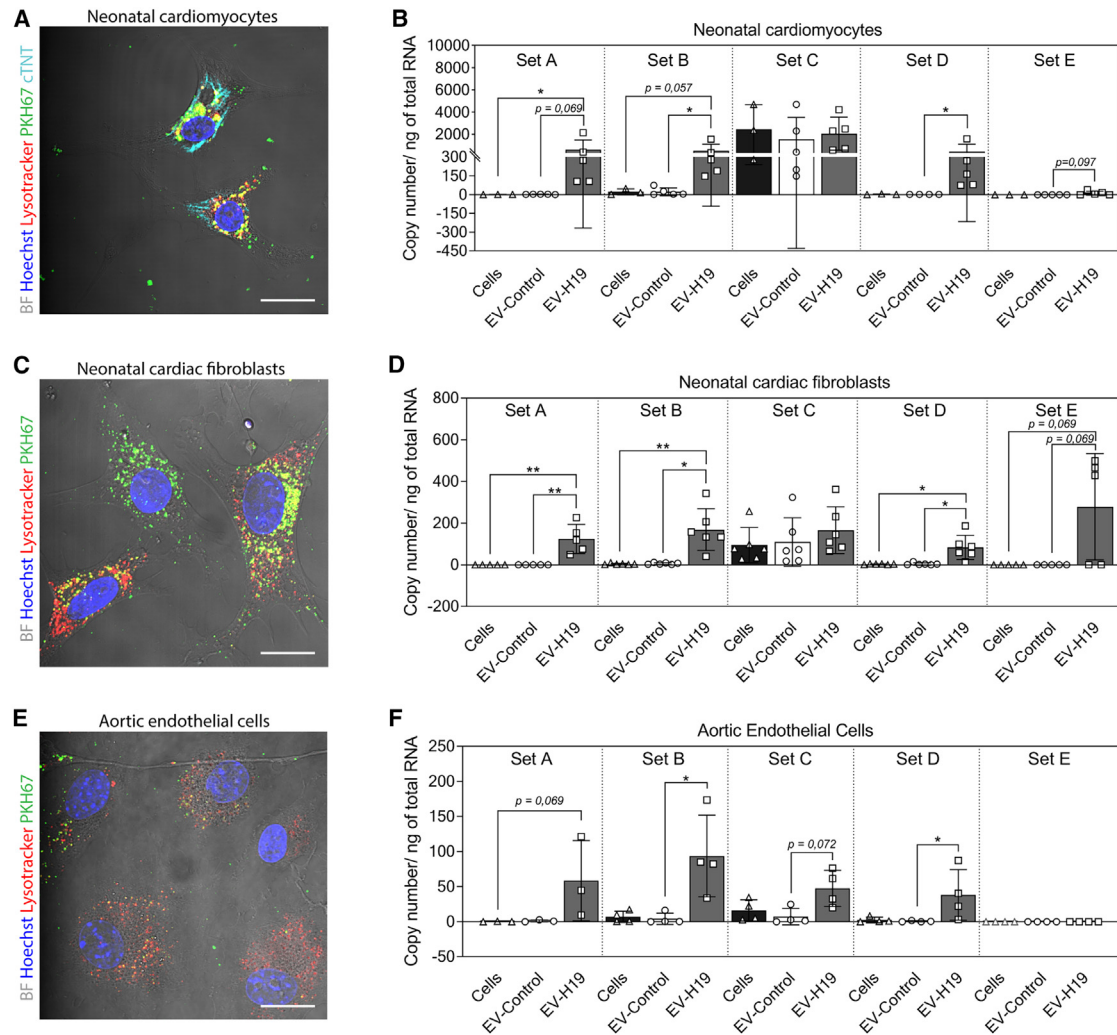 A
Neonatal cardiomyocytes
BF Hoechst Lysotracker PKH67 cTNT
B
Neonatal cardiomyocytes
Copy number/ ng of total RNA
10000
8000
6000
4000
2000
300
150
0
-150
-300
-450
Set A
Set B
Set C
Set D
Set E
*
p = 0,069
p = 0,057
*
*
p=0,097
Cells
EV-Control
EV-H19
Cells
EV-Control
EV-H19
Cells
EV-Control
EV-H19
Cells
EV-Control
EV-H19
Cells
EV-Control
EV-H19
C
Neonatal cardiac fibroblasts
BF Hoechst Lysotracker PKH67
D
Neonatal cardiac fibroblasts
Copy number/ ng of total RNA
800
600
400
200
0
-200
Set A
Set B
Set C
Set D
Set E
**
**
**
*
*
*
p = 0,069
p = 0,069
Cells
EV-Control
EV-H19
Cells
EV-Control
EV-H19
Cells
EV-Control
EV-H19
Cells
EV-Control
EV-H19
Cells
EV-Control
EV-H19
E
Aortic endothelial cells
BF Hoechst Lysotracker PKH67
F
Aortic Endothelial Cells
Copy number/ ng of total RNA
250
200
150
100
50
0
-50
Set A
Set B
Set C
Set D
Set E
p = 0,069
*
p = 0,072
*
Cells
EV-Control
EV-H19
Cells
EV-Control
EV-H19
Cells
EV-Control
EV-H19
Cells
EV-Control
EV-H19
Cells
EV-Control
EV-H19